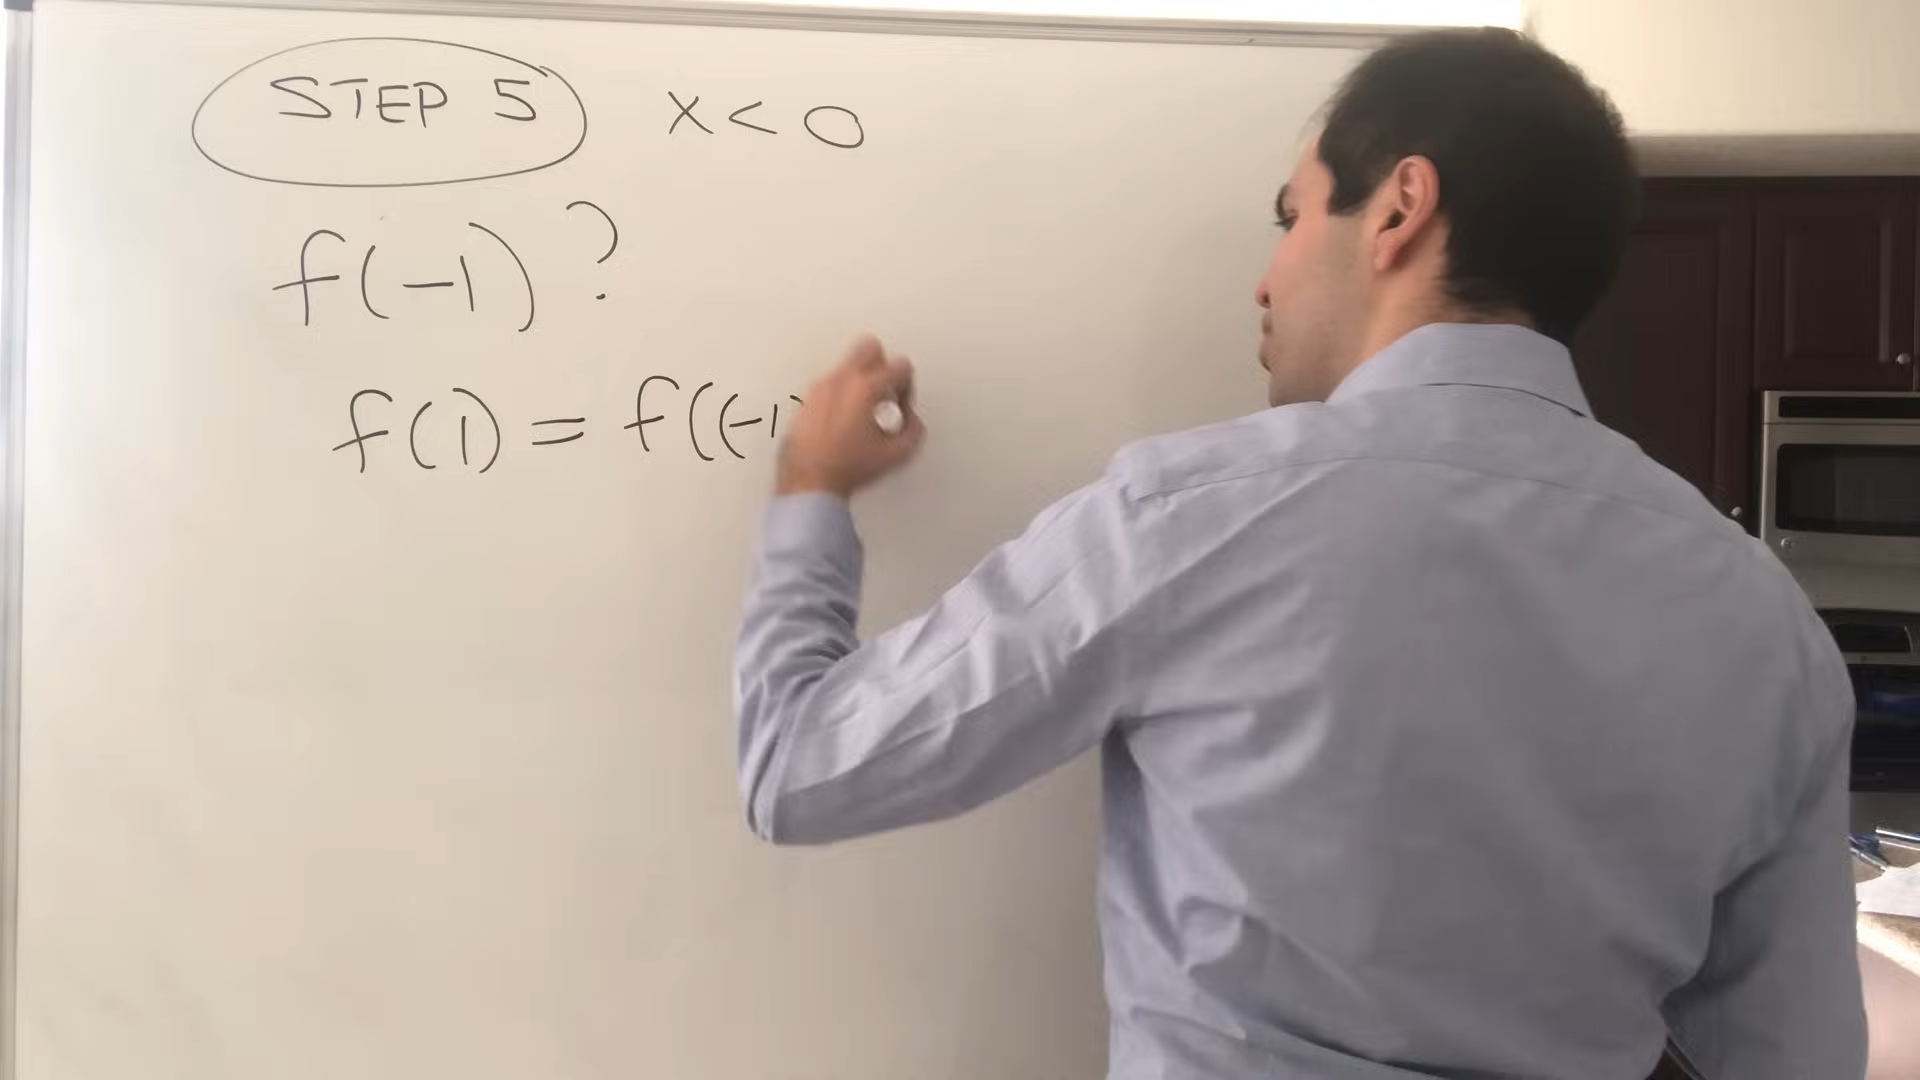 STEP 5 x < 0
f(-1)?
f(1) = f((-1)